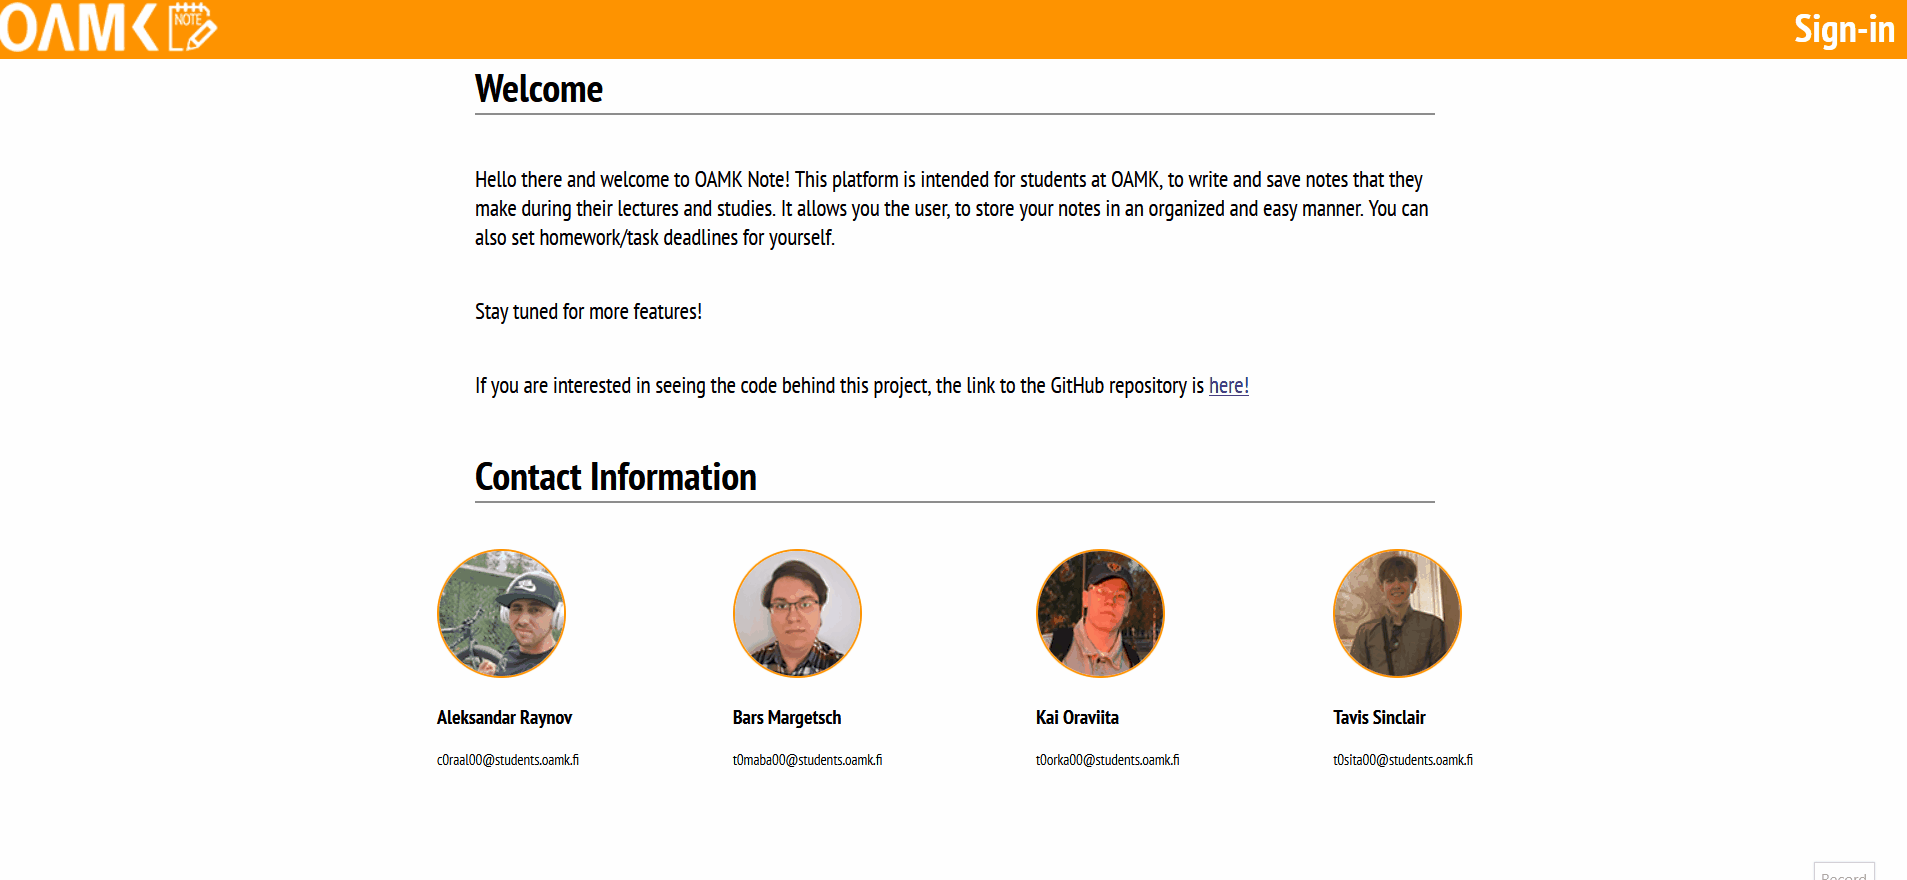 OAMK NOTE
Sign-in
Welcome
Hello there and welcome to OAMK Note! This platform is intended for students at OAMK, to write and save notes that they
make during their lectures and studies. It allows you the user, to store your notes in an organized and easy manner. You can
also set homework/task deadlines for yourself.
Stay tuned for more features!
If you are interested in seeing the code behind this project, the link to the GitHub repository is here!
Contact Information
Aleksandar Raynov
Bars Margetsch
Kai Oraviita
Tavis Sinclair
c0raal00@students.oamk.fi
t0maba00@students.oamk.fi
t0orka00@students.oamk.fi
t0sita00@students.oamk.fi
Record